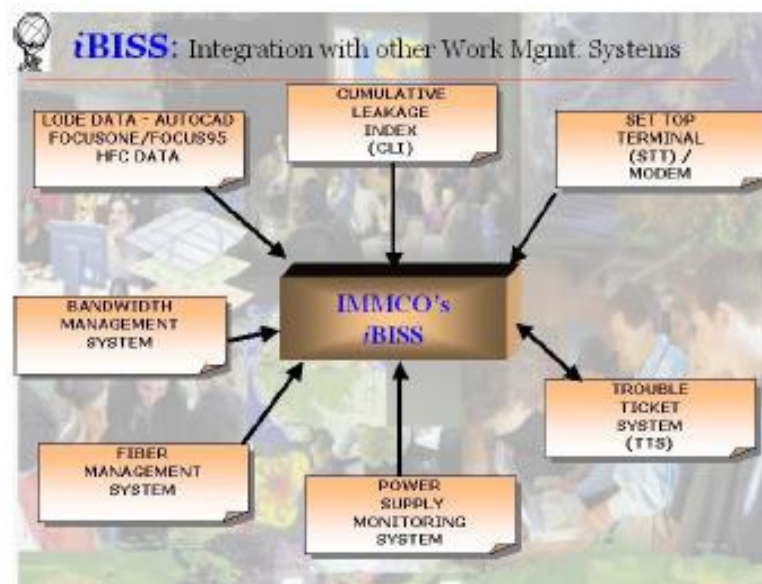 iBISS: Integration with other Work Mgmt. Systems
LODE DATA - AUTOCAD
FOCUSONE/FOCUS95
HFC DATA
CUMULATIVE
LEAKAGE
INDEX
(CLI)
SET TOP
TERMINAL
(STT) /
MODEM
IMMCO's
iBISS
BANDWIDTH
MANAGEMENT
SYSTEM
TROUBLE
TICKET
SYSTEM
(TTS)
FIBER
MANAGEMENT
SYSTEM
POWER
SUPPLY
MONITORING
SYSTEM